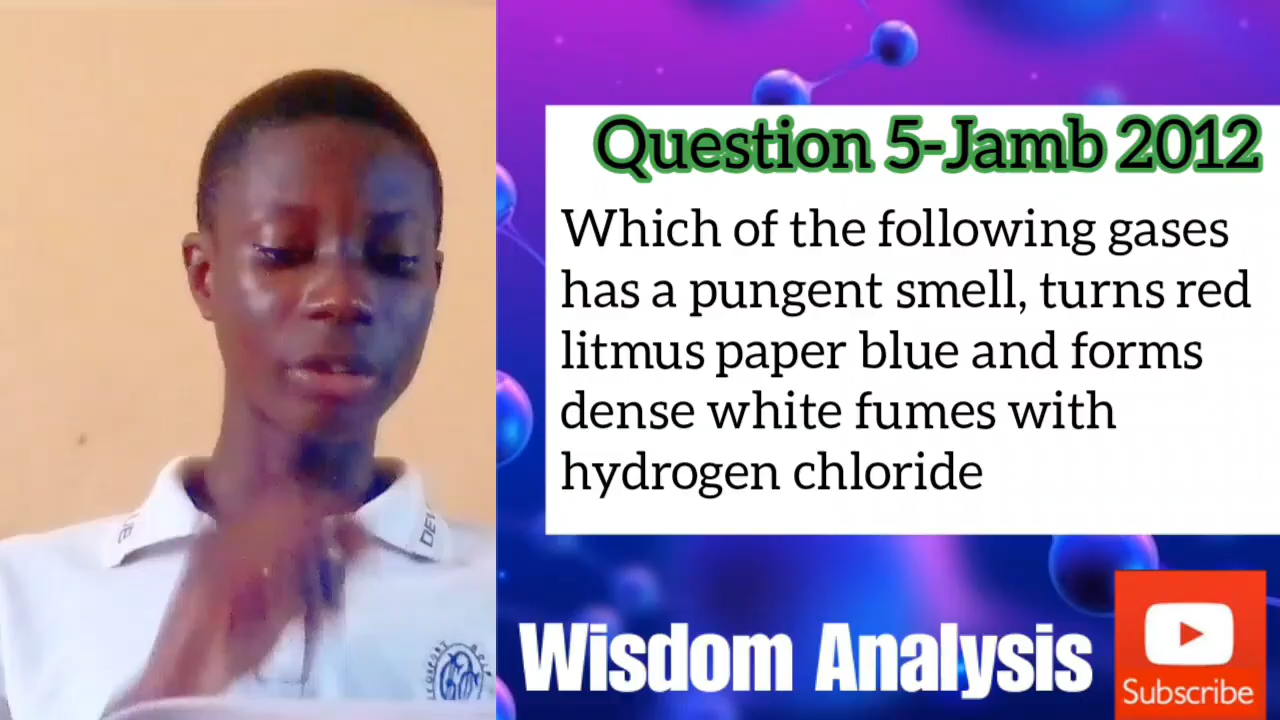 Question 5-Jamb 2012
Which of the following gases
has a pungent smell, turns red
litmus paper blue and forms
dense white fumes with
hydrogen chloride
Wisdom Analysis
Subscribe